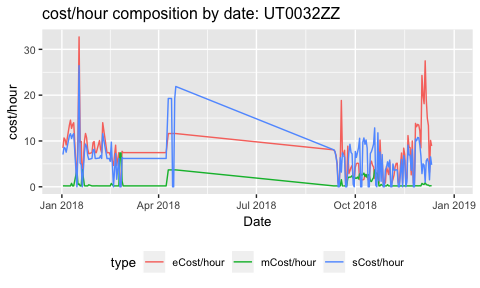 cost/hour composition by date: UT0032ZZ
cost/hour
30
20
10
0
Jan 2018 Apr 2018 Jul 2018 Oct 2018 Jan 2019
Date
type eCost/hour mCost/hour sCost/hour